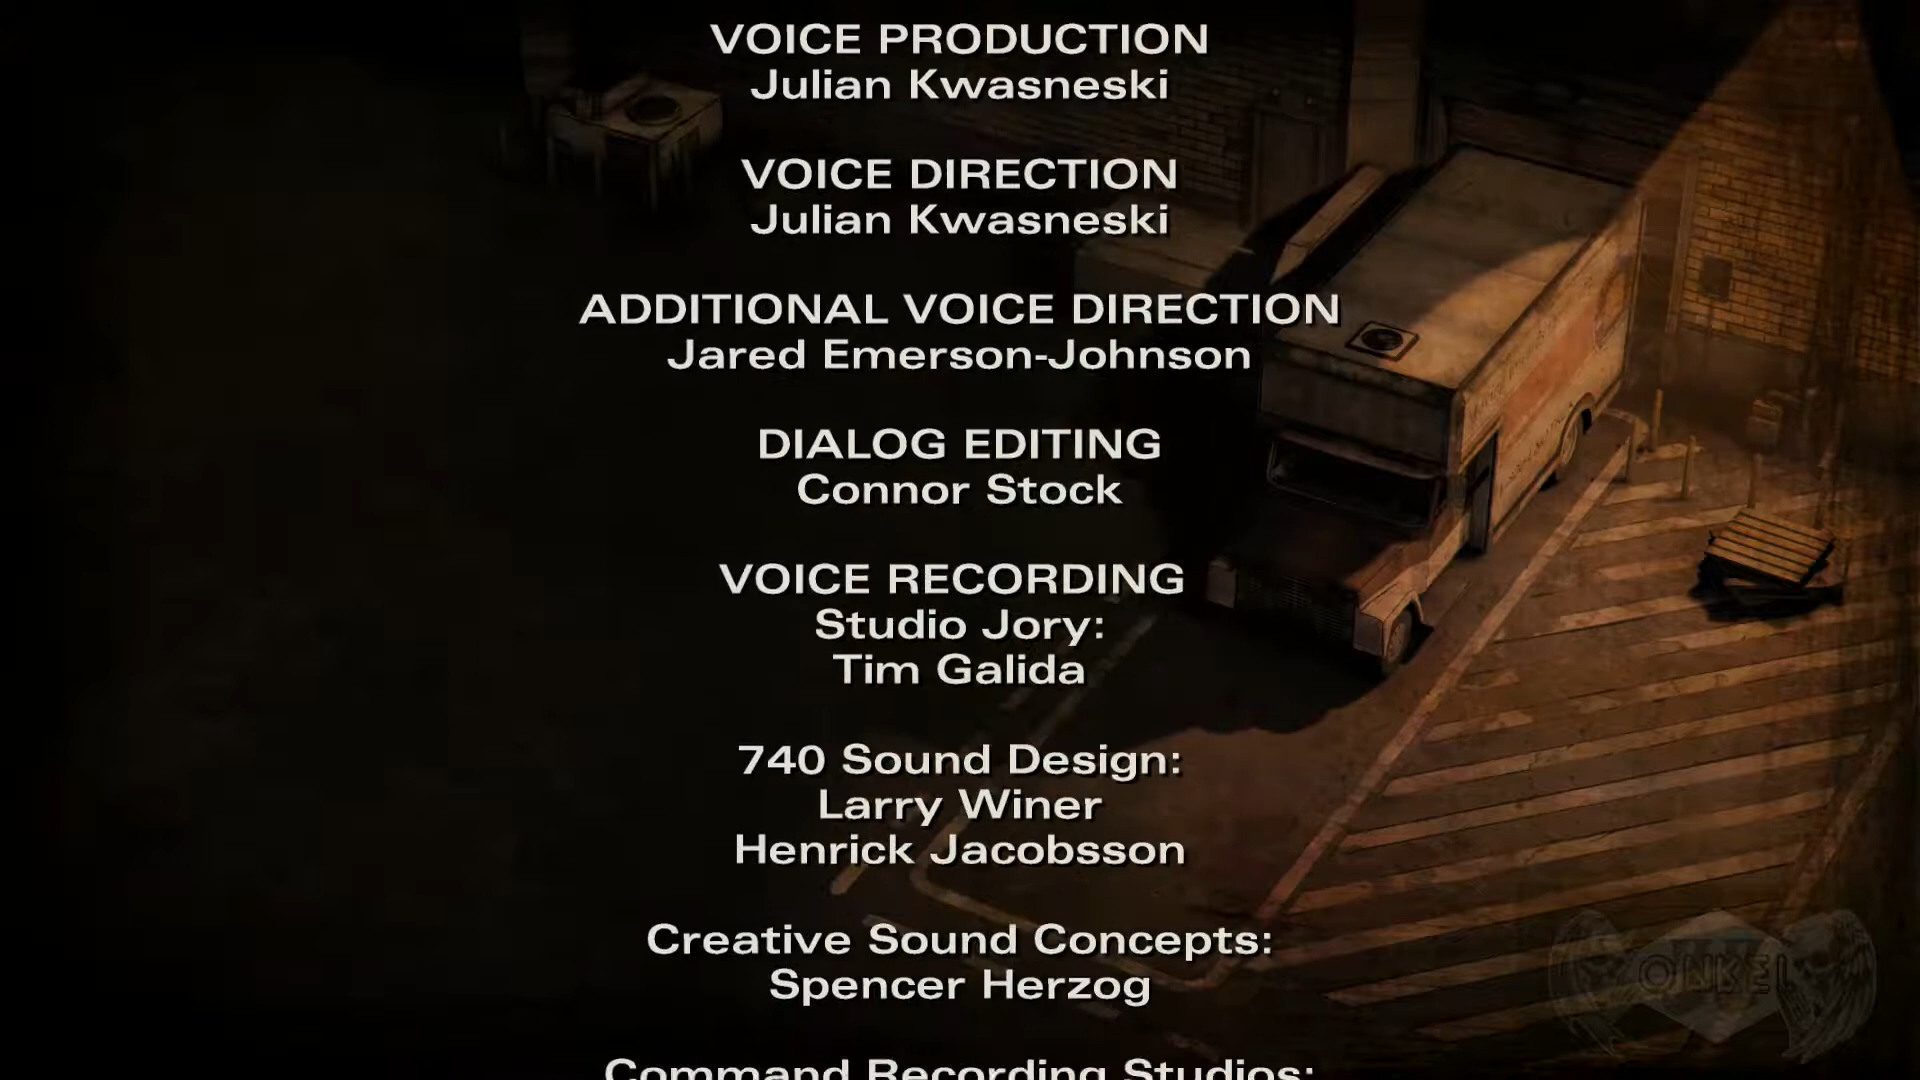 VOICE PRODUCTION
Julian Kwasneski
VOICE DIRECTION
Julian Kwasneski
ADDITIONAL VOICE DIRECTION
Jared Emerson-Johnson
DIALOG EDITING
Connor Stock
VOICE RECORDING
Studio Jory:
Tim Galida
740 Sound Design:
Larry Winer
Henrick Jacobsson
Creative Sound Concepts:
Spencer Herzog
ONKEL
Command Recording Studios: